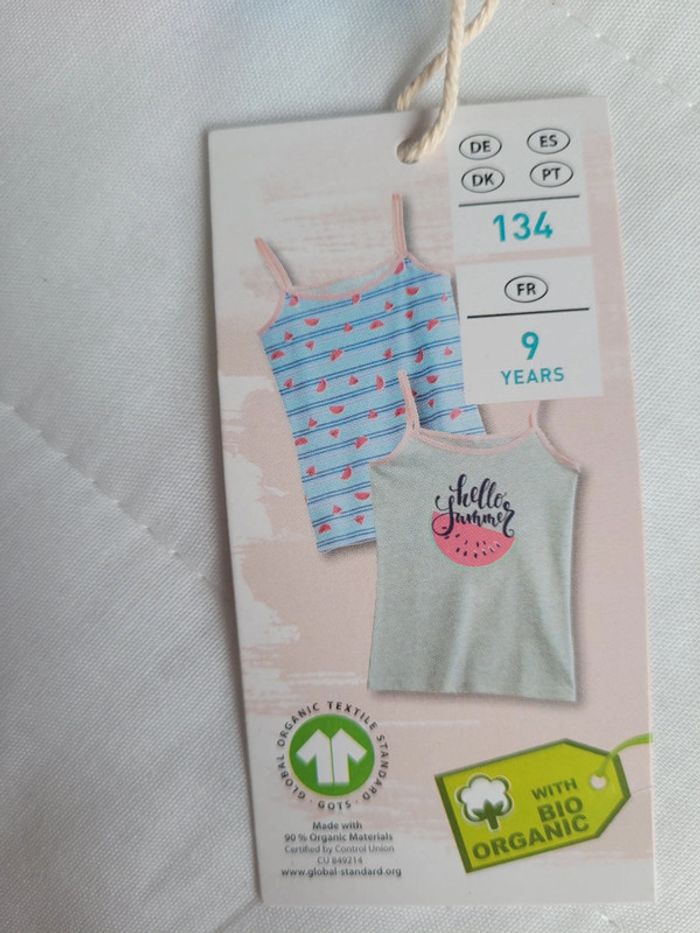 DE ES
DK PT
134
FR
9
YEARS
hello,
Summer
GLOBAL ORGANIC TEXTILE STANDARD
· GOTS ·
Made with
90 % Organic Materials
Certified by Control Union
CU 849214
www.global-standard.org
WITH
BIO
ORGANIC